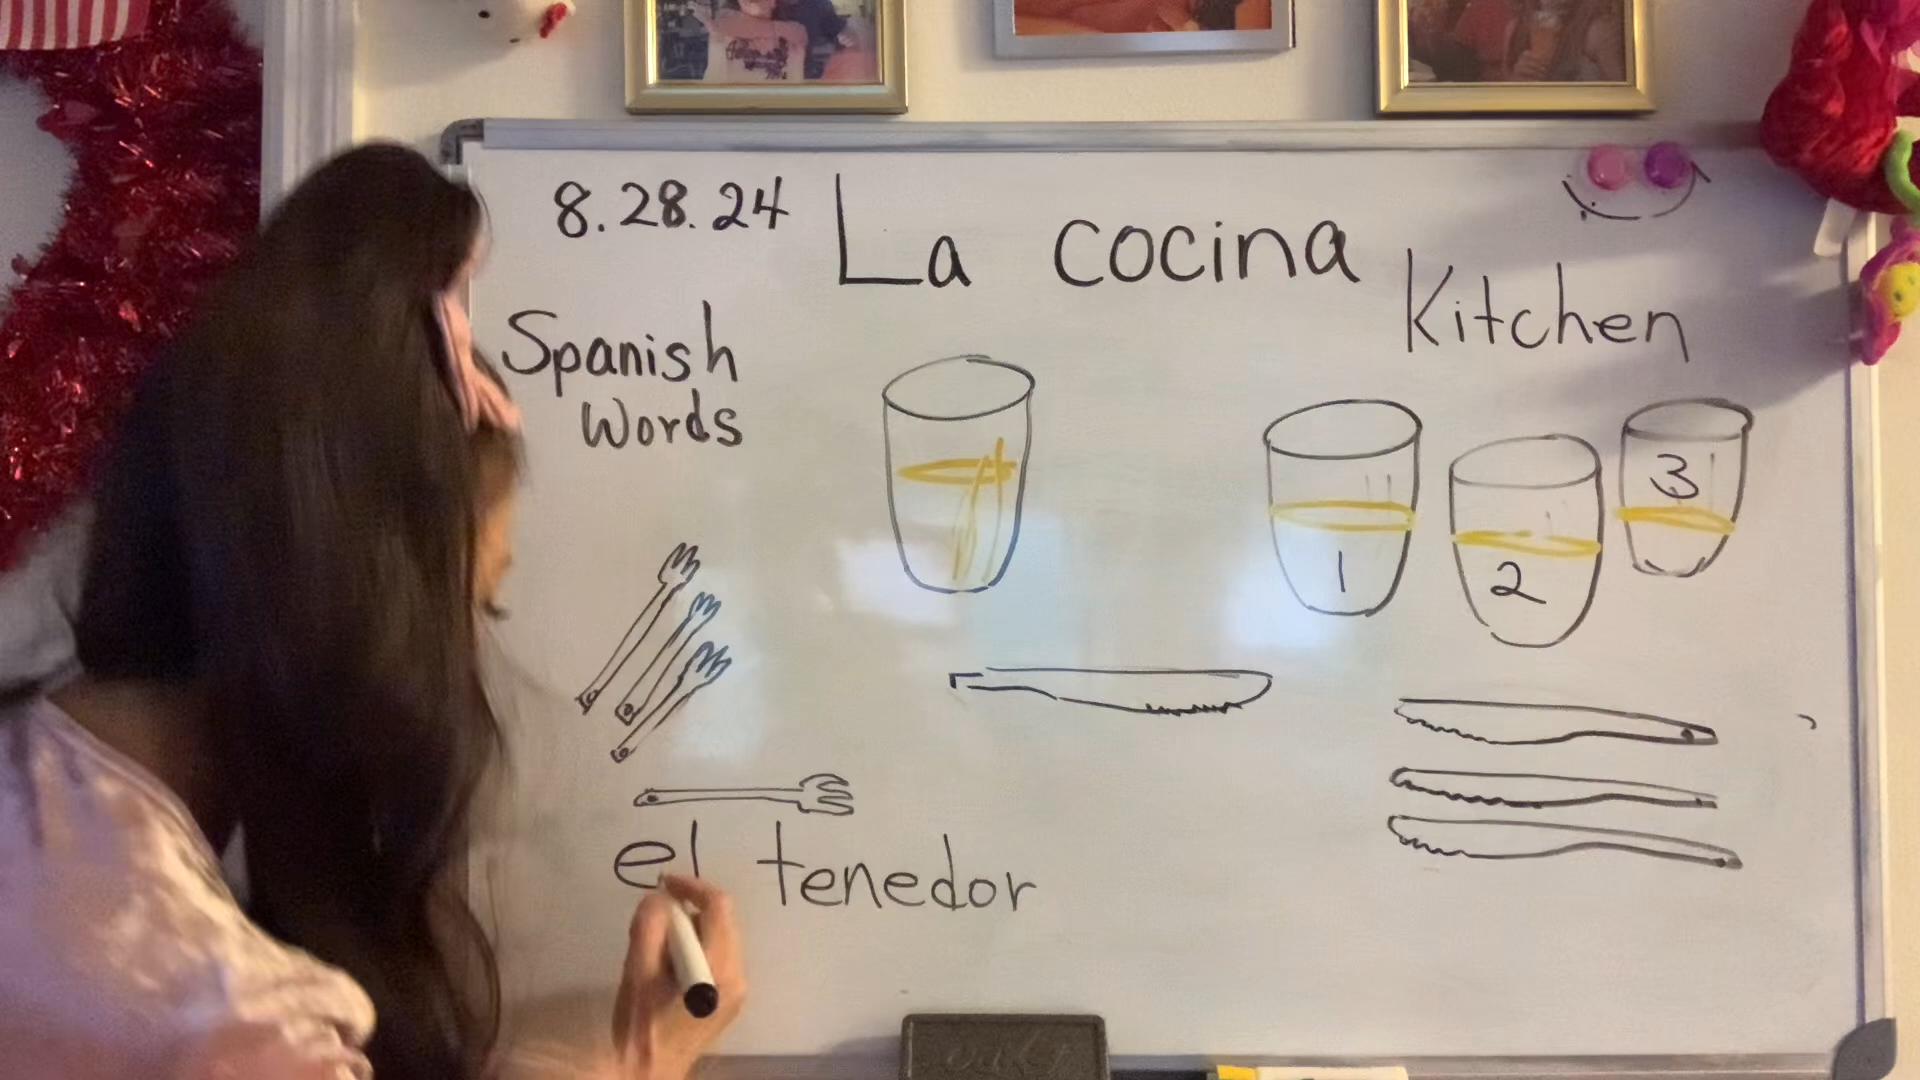 8.28.24
La cocina
Kitchen
Spanish
Words
1
2
3
el tenedor